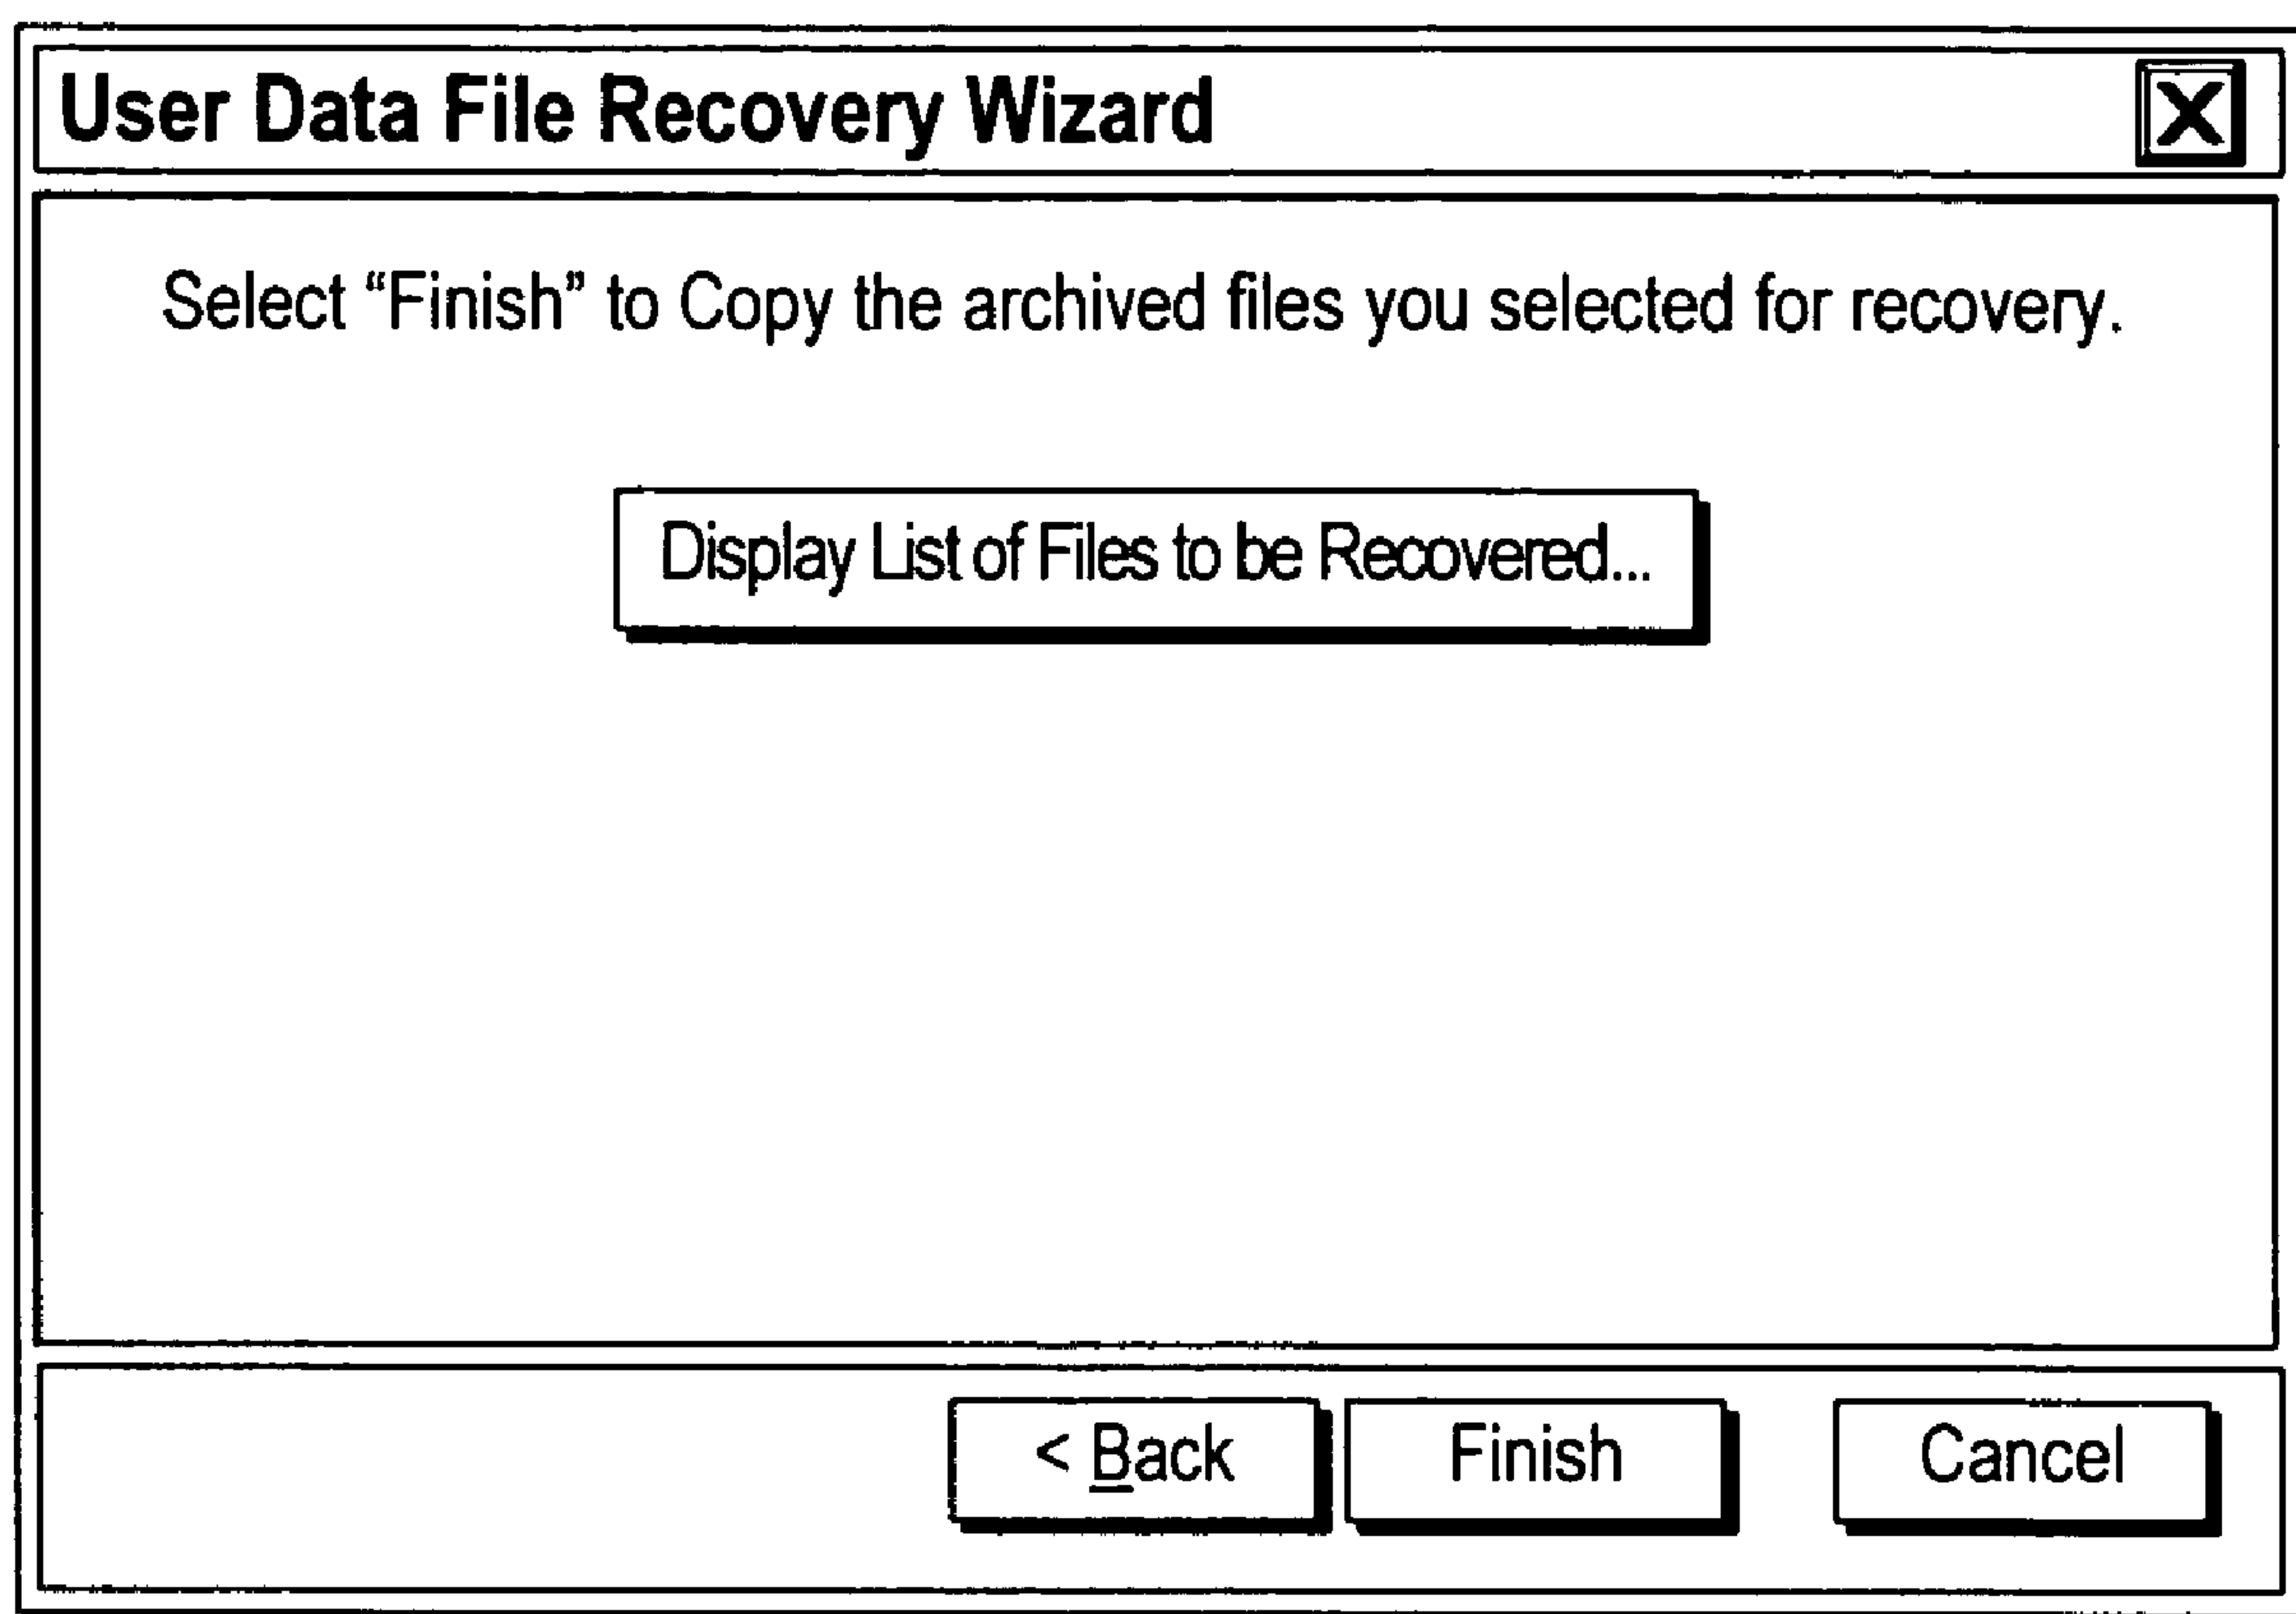 User Data File Recovery Wizard
X
Select “Finish” to Copy the archived files you selected for recovery.
Display List of Files to be Recovered...
< Back
Finish
Cancel